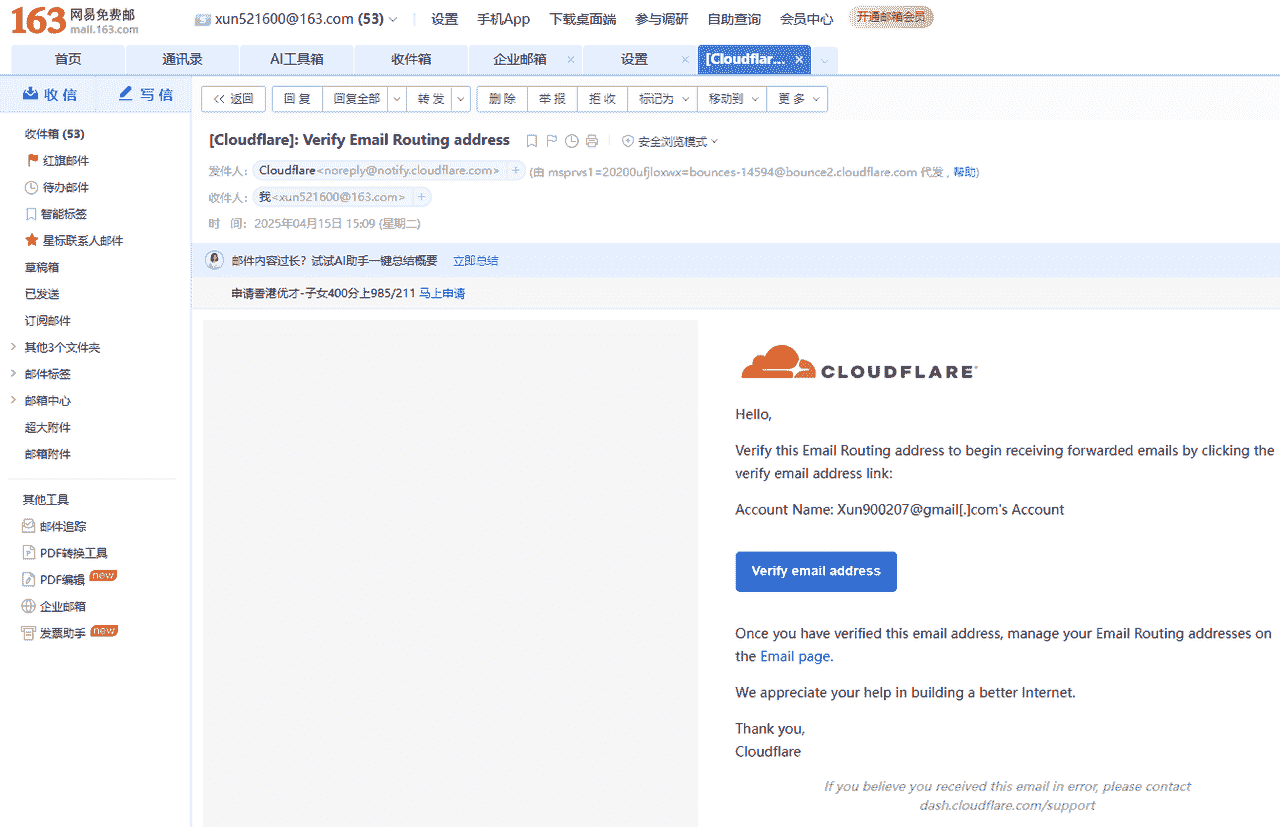 163 网易免费邮
mail.163.com
xun521600@163.com (53) 设置 手机App 下载桌面端 参与调研 自助查询 会员中心 开通邮箱会员
首页 通讯录 AI工具箱 收件箱 企业邮箱 × 设置 × [Cloudflar... ×
收信 写信
<< 返回 回复 回复全部 转发 删除 举报 拒收 标记为 移动到 更多
收件箱 (53)
红旗邮件
待办邮件
智能标签
星标联系人邮件
草稿箱
已发送
订阅邮件
其他3个文件夹
邮件标签
邮箱中心
超大附件
邮箱附件
其他工具
邮件追踪
PDF转换工具
PDF编辑 new
企业邮箱
发票助手 new
[Cloudflare]: Verify Email Routing address 安全浏览模式
发件人: Cloudflare<noreply@notify.cloudflare.com> + (由 msprvs1=20200ufjloxwx=bounces-14594@bounce2.cloudflare.com 代发 , 帮助)
收件人: 我<xun521600@163.com> +
时 间: 2025年04月15日 15:09 (星期二)
邮件内容过长？试试AI助手一键总结概要 立即总结
申请香港优才-子女400分上985/211 马上申请
CLOUDFLARE
Hello,
Verify this Email Routing address to begin receiving forwarded emails by clicking the
verify email address link:
Account Name: Xun900207@gmail[.]com's Account
Verify email address
Once you have verified this email address, manage your Email Routing addresses on
the Email page.
We appreciate your help in building a better Internet.
Thank you,
Cloudflare
If you believe you received this email in error, please contact
dash.cloudflare.com/support